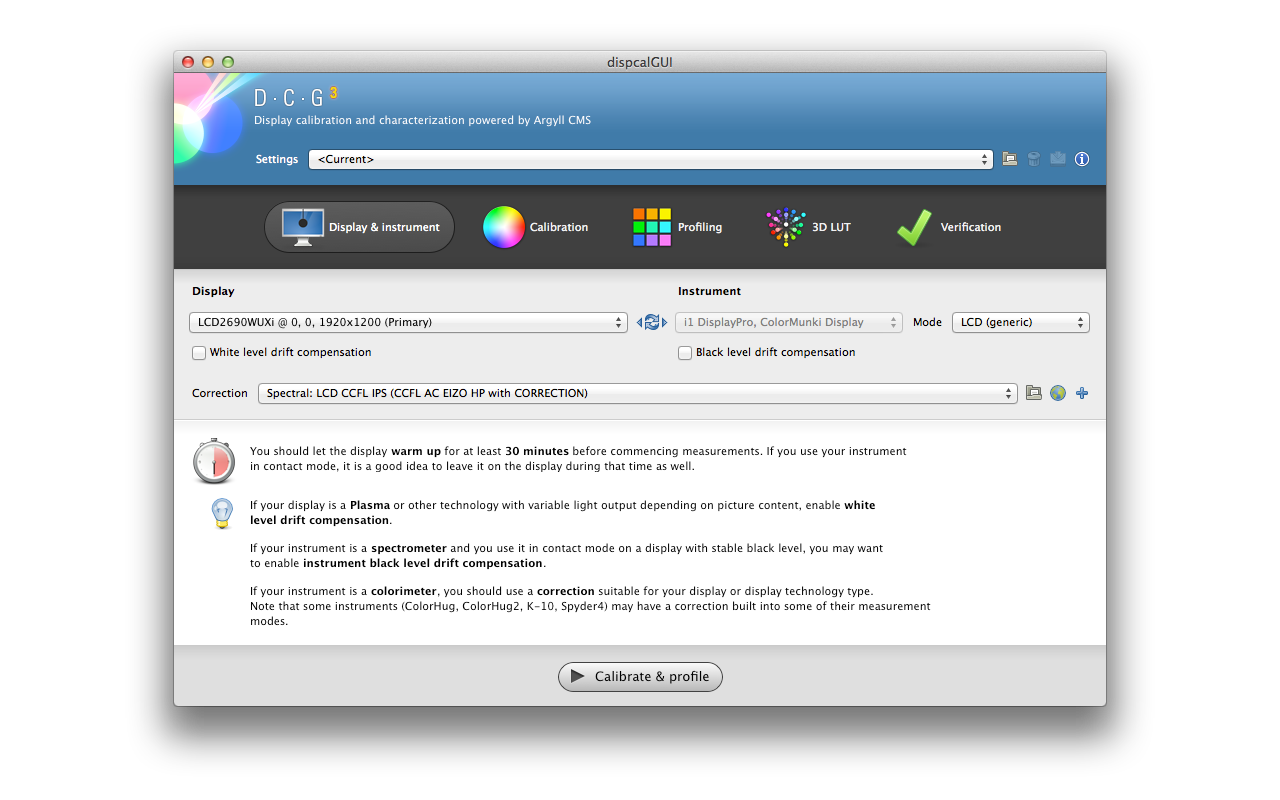 dispcalGUI
D·C·G3
Display calibration and characterization powered by Argyll CMS
Settings <Current>
Display & instrument Calibration Profiling 3D LUT Verification
Display Instrument
LCD2690WUXi @ 0, 0, 1920x1200 (Primary) i1 DisplayPro, ColorMunki Display Mode LCD (generic)
White level drift compensation Black level drift compensation
Correction Spectral: LCD CCFL IPS (CCFL AC EIZO HP with CORRECTION)
You should let the display warm up for at least 30 minutes before commencing measurements. If you use your instrument
in contact mode, it is a good idea to leave it on the display during that time as well.
If your display is a Plasma or other technology with variable light output depending on picture content, enable white
level drift compensation.
If your instrument is a spectrometer and you use it in contact mode on a display with stable black level, you may want
to enable instrument black level drift compensation.
If your instrument is a colorimeter, you should use a correction suitable for your display or display technology type.
Note that some instruments (ColorHug, ColorHug2, K-10, Spyder4) may have a correction built into some of their measurement
modes.
Calibrate & profile